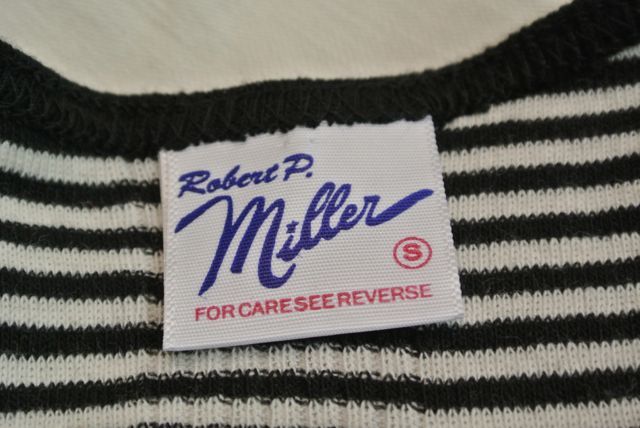 Robert P.
Miller
S
FOR CARE SEE REVERSE